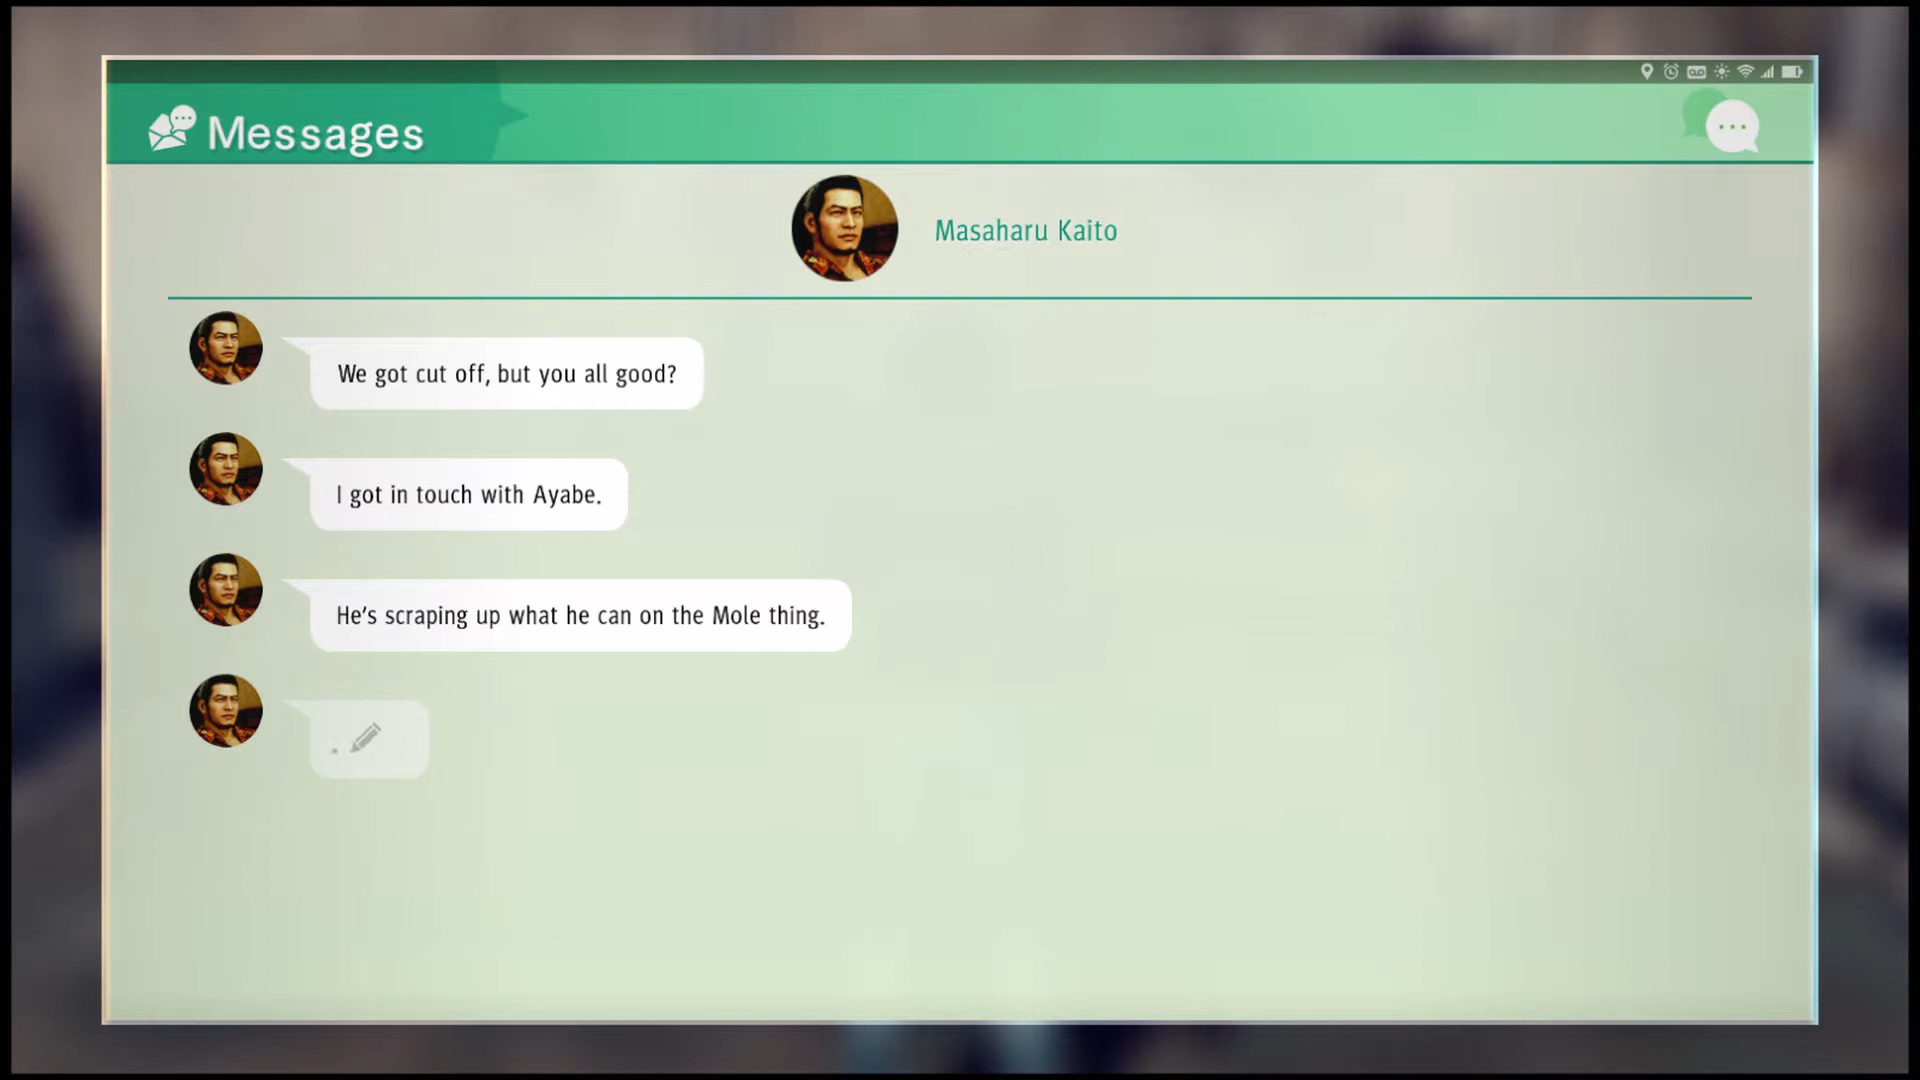 Messages
Masaharu Kaito
We got cut off, but you all good?
I got in touch with Ayabe.
He's scraping up what he can on the Mole thing.
.